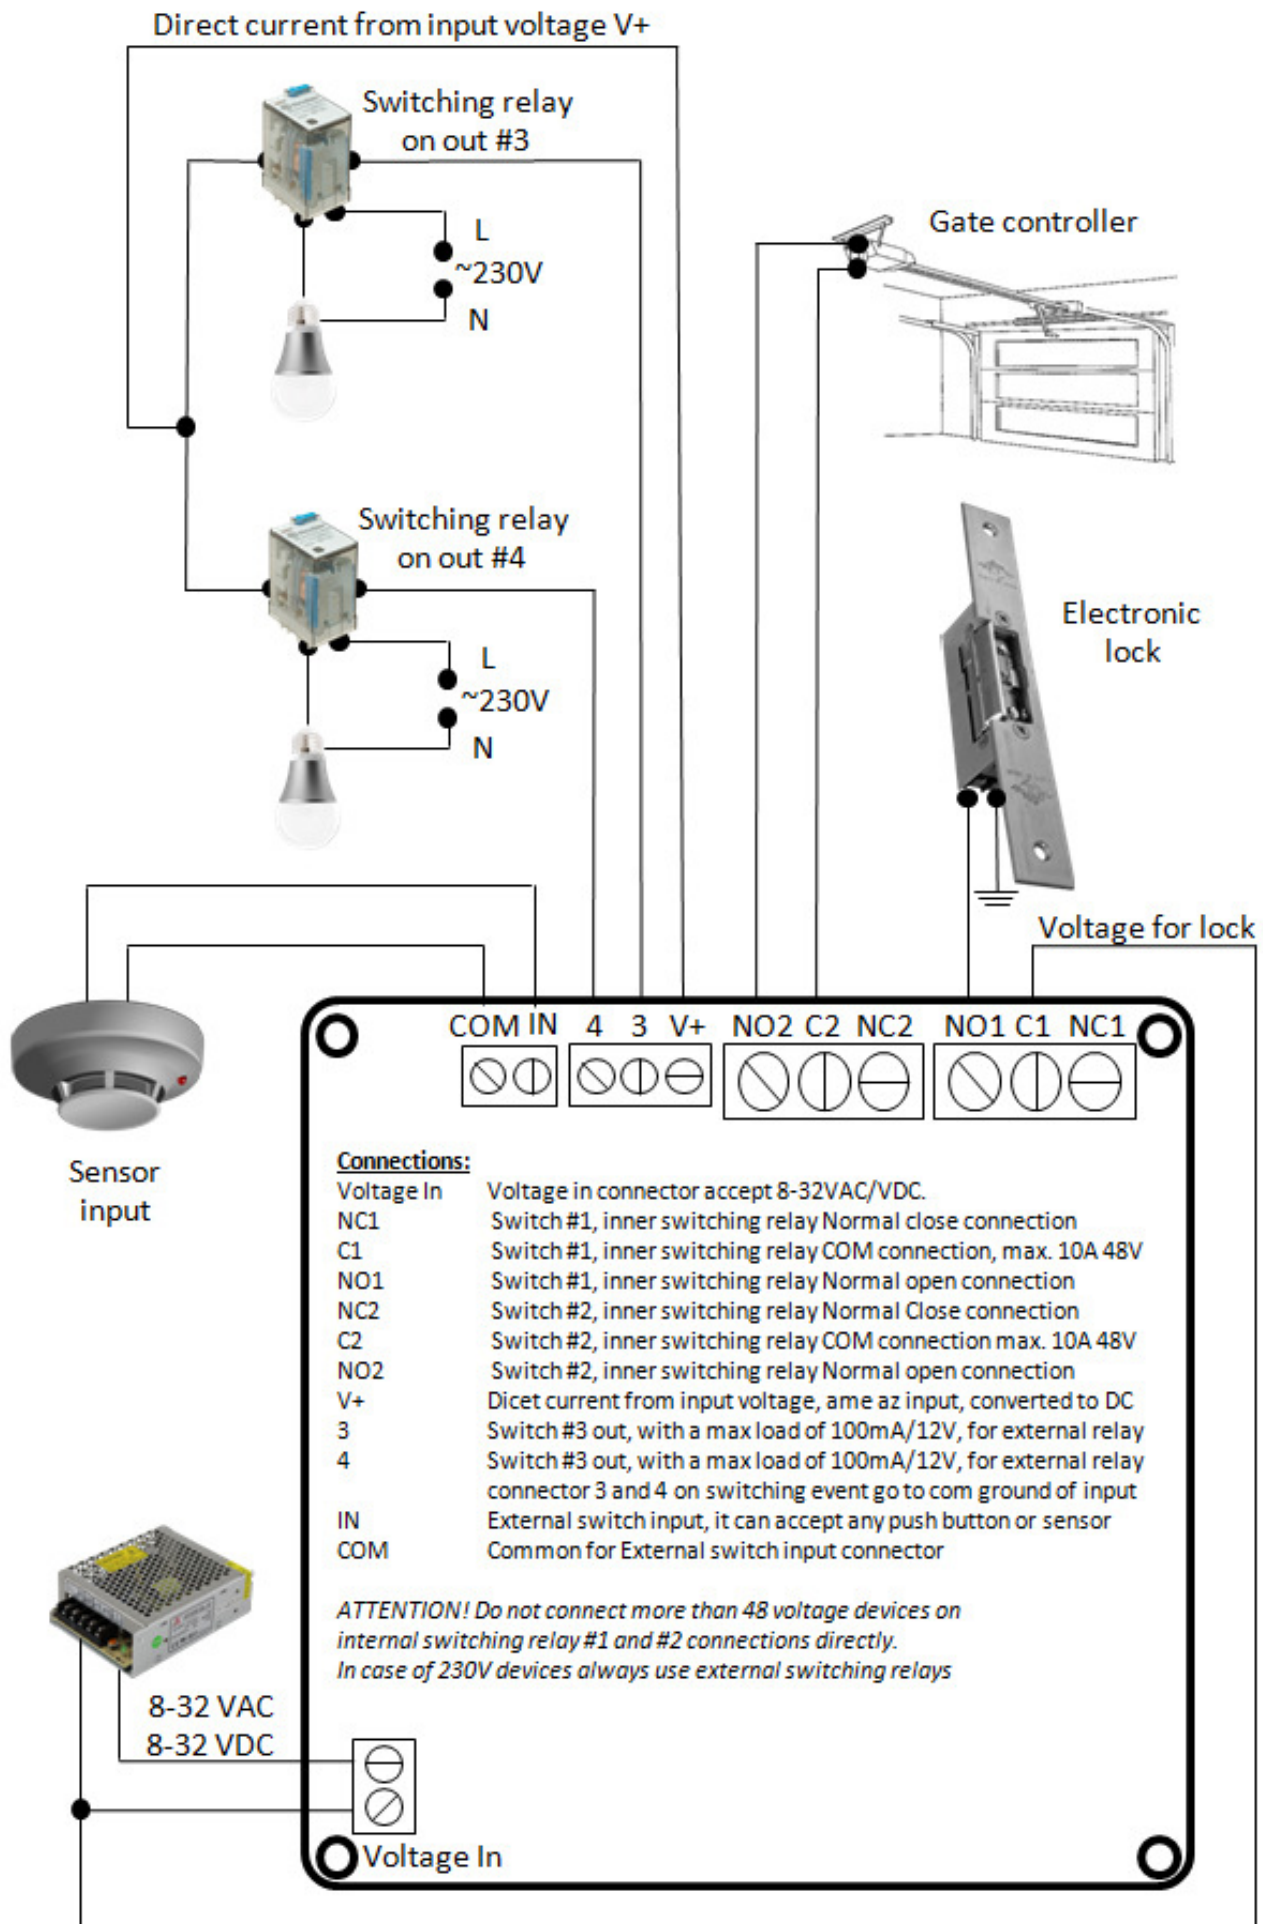 Direct current from input voltage V+
Switching relay
on out #3
L
~230V
N
Gate controller
Switching relay
on out #4
L
~230V
N
Electronic
lock
Voltage for lock
COM IN 4 3 V+ NO2 C2 NC2 NO1 C1 NC1
Sensor
input
Connections:
Voltage In Voltage in connector accept 8-32VAC/VDC.
NC1 Switch #1, inner switching relay Normal close connection
C1 Switch #1, inner switching relay COM connection, max. 10A 48V
NO1 Switch #1, inner switching relay Normal open connection
NC2 Switch #2, inner switching relay Normal Close connection
C2 Switch #2, inner switching relay COM connection max. 10A 48V
NO2 Switch #2, inner switching relay Normal open connection
V+ Dicet current from input voltage, ame az input, converted to DC
3 Switch #3 out, with a max load of 100mA/12V, for external relay
4 Switch #3 out, with a max load of 100mA/12V, for external relay
connector 3 and 4 on switching event go to com ground of input
IN External switch input, it can accept any push button or sensor
COM Common for External switch input connector
ATTENTION! Do not connect more than 48 voltage devices on
internal switching relay #1 and #2 connections directly.
In case of 230V devices always use external switching relays
8-32 VAC
8-32 VDC
Voltage In